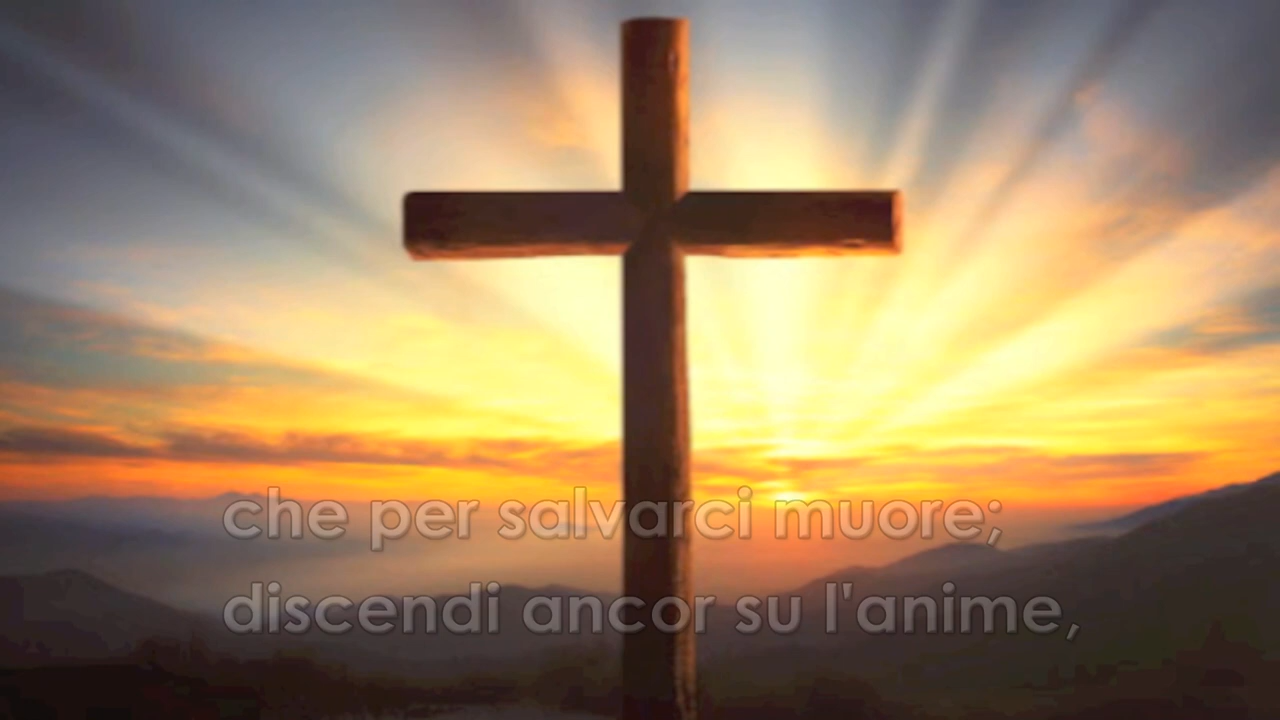 che per salvarci muore;
discendi ancor su l'anime,